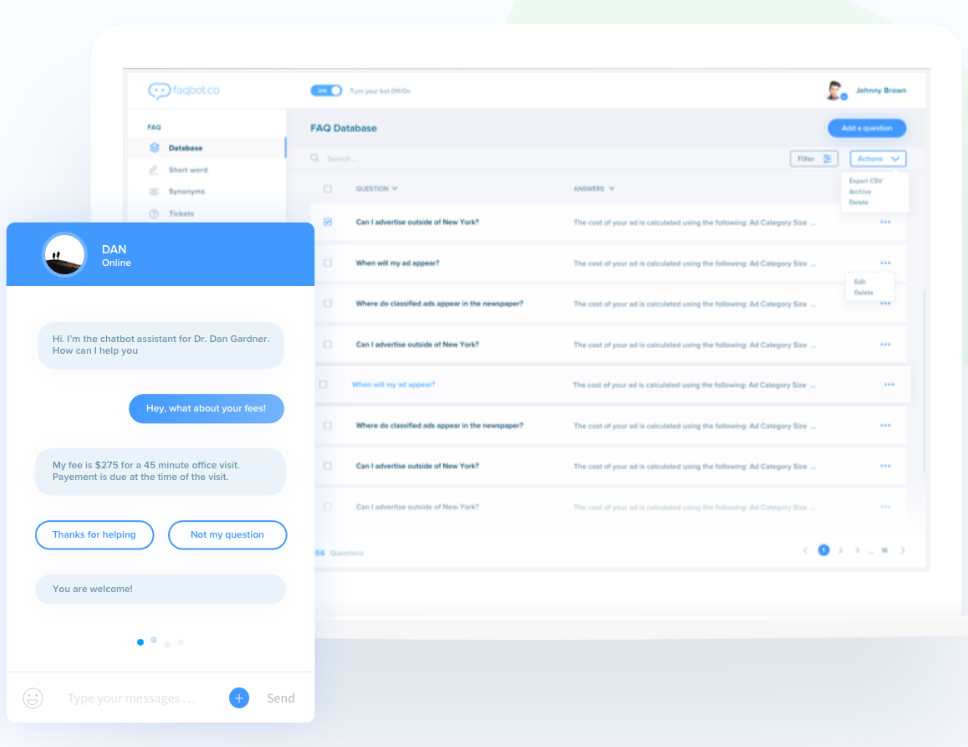 faqbot.co
ON
Turn your bot Off/On
Johnny Brown
FAQ
Database
Short word
Synonyms
Tickets
FAQ Database
Add a question
Search...
Filter
Actions
Export CSV
Archive
Delete
QUESTION
ANSWERS
Can I advertise outside of New York?
The cost of your ad is calculated using the following: Ad Category Size ...
When will my ad appear?
The cost of your ad is calculated using the following: Ad Category Size ...
Edit
Delete
Where do classified ads appear in the newspaper?
The cost of your ad is calculated using the following: Ad Category Size ...
Can I advertise outside of New York?
The cost of your ad is calculated using the following: Ad Category Size ...
When will my ad appear?
The cost of your ad is calculated using the following: Ad Category Size ...
Where do classified ads appear in the newspaper?
The cost of your ad is calculated using the following: Ad Category Size ...
Can I advertise outside of New York?
The cost of your ad is calculated using the following: Ad Category Size ...
Can I advertise outside of New York?
The cost of your ad is calculated using the following: Ad Category Size ...
56 Questions
1 2 3 ... 16
DAN
Online
Hi. I'm the chatbot assistant for Dr. Dan Gardner.
How can I help you
Hey, what about your fees!
My fee is $275 for a 45 minute office visit.
Payement is due at the time of the visit.
Thanks for helping
Not my question
You are welcome!
Type your messages ...
Send